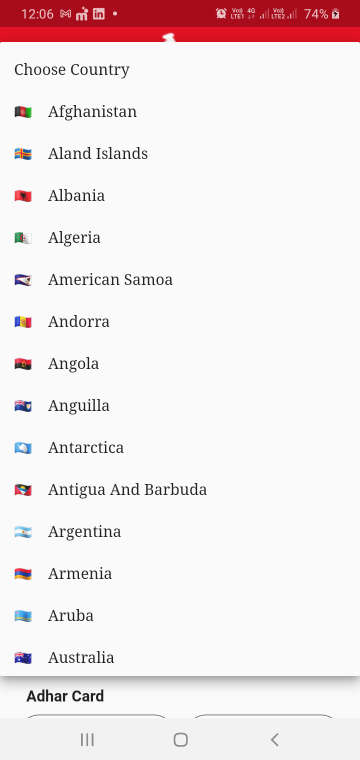 12:06
Vo) 4G Vo)
LTE1 LTE2 74%
Choose Country
Afghanistan
Aland Islands
Albania
Algeria
American Samoa
Andorra
Angola
Anguilla
Antarctica
Antigua And Barbuda
Argentina
Armenia
Aruba
Australia
Adhar Card